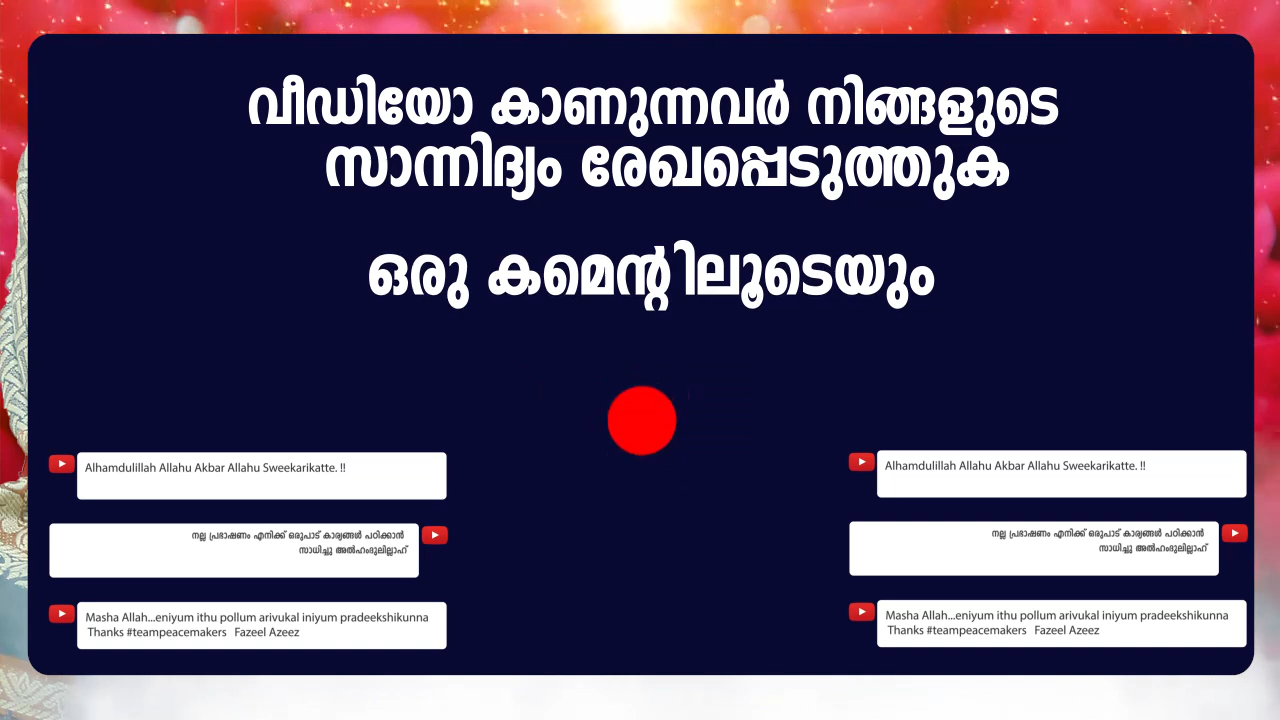 വീഡിയോ കാണുന്നവർ നിങ്ങളുടെ
സാന്നിദ്യം രേഖപ്പെടുത്തുക
ഒരു കമെന്റിലൂടെയും
Alhamdulillah Allahu Akbar Allahu Sweekarikatte. !!
നല്ല പ്രഭാഷണം എനിക്ക് ഒരുപാട് കാര്യങ്ങൾ പഠിക്കാൻ
സാധിച്ചു അൽഹംദുലില്ലാഹ്
Masha Allah...eniyum ithu pollum arivukal iniyum pradeekshikunna
Thanks #teampeacemakers Fazeel Azeez
Alhamdulillah Allahu Akbar Allahu Sweekarikatte. !!
നല്ല പ്രഭാഷണം എനിക്ക് ഒരുപാട് കാര്യങ്ങൾ പഠിക്കാൻ
സാധിച്ചു അൽഹംദുലില്ലാഹ്
Masha Allah...eniyum ithu pollum arivukal iniyum pradeekshikunna
Thanks #teampeacemakers Fazeel Azeez